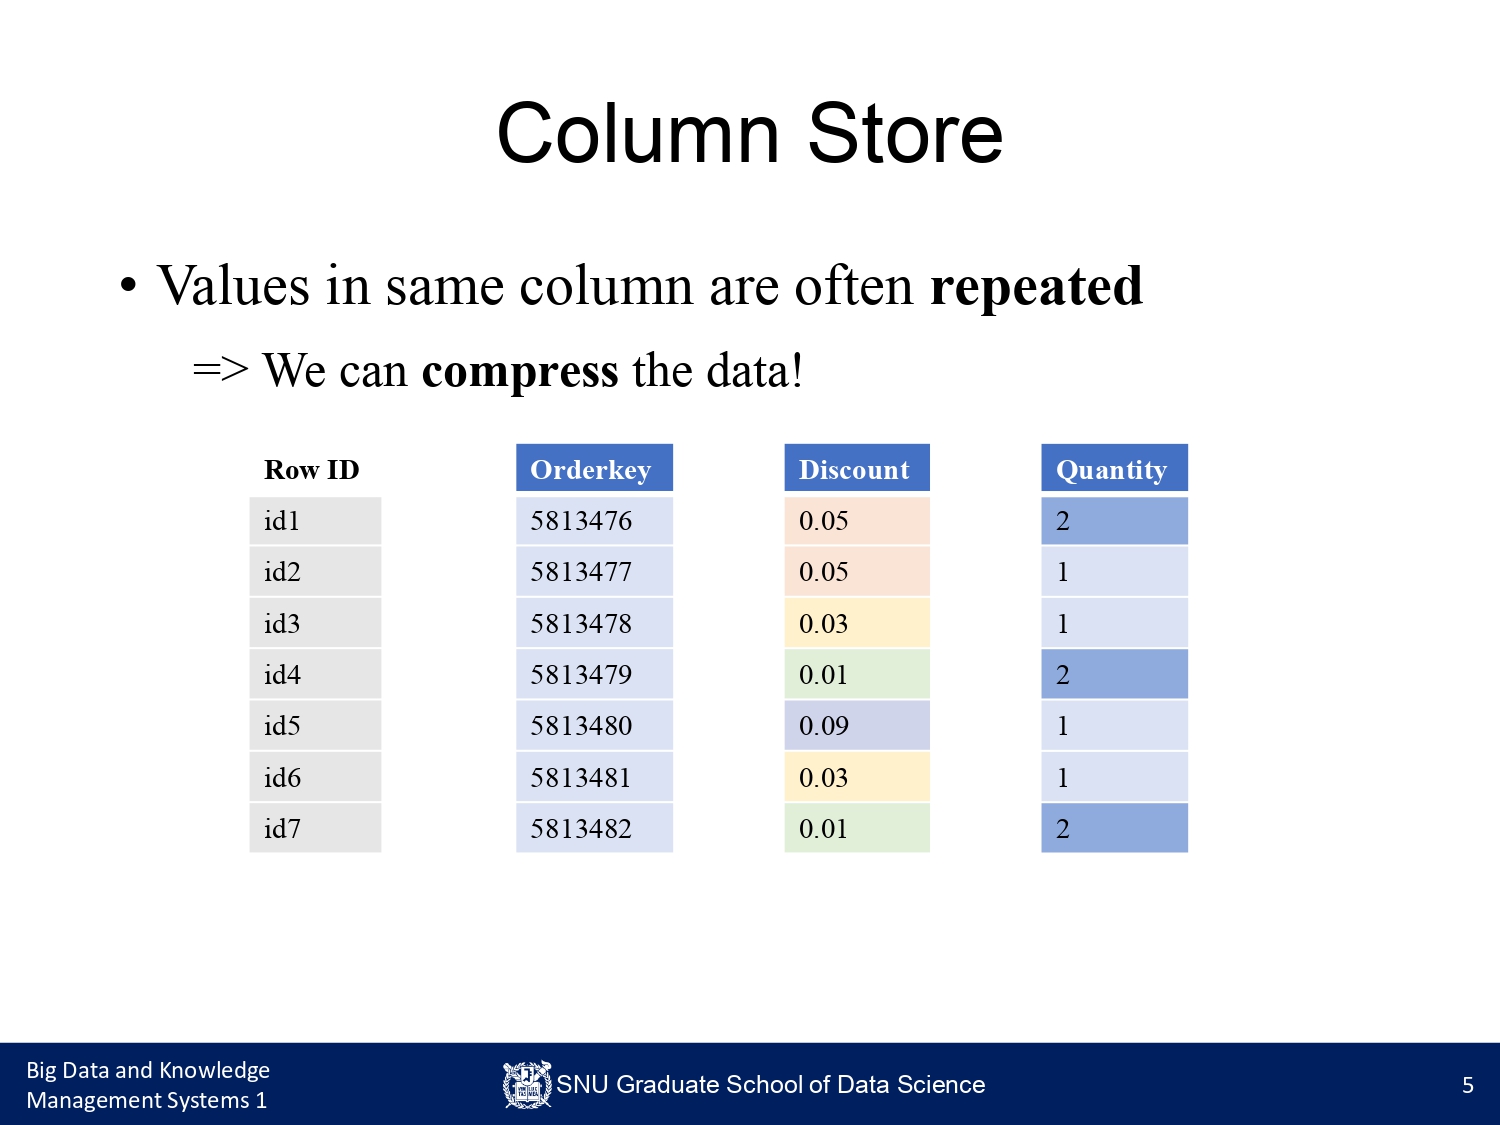 Column Store
• Values in same column are often repeated
=> We can compress the data!
Row ID Orderkey Discount Quantity
id1 5813476 0.05 2
id2 5813477 0.05 1
id3 5813478 0.03 1
id4 5813479 0.01 2
id5 5813480 0.09 1
id6 5813481 0.03 1
id7 5813482 0.01 2
Big Data and Knowledge
Management Systems 1
SNU Graduate School of Data Science
5